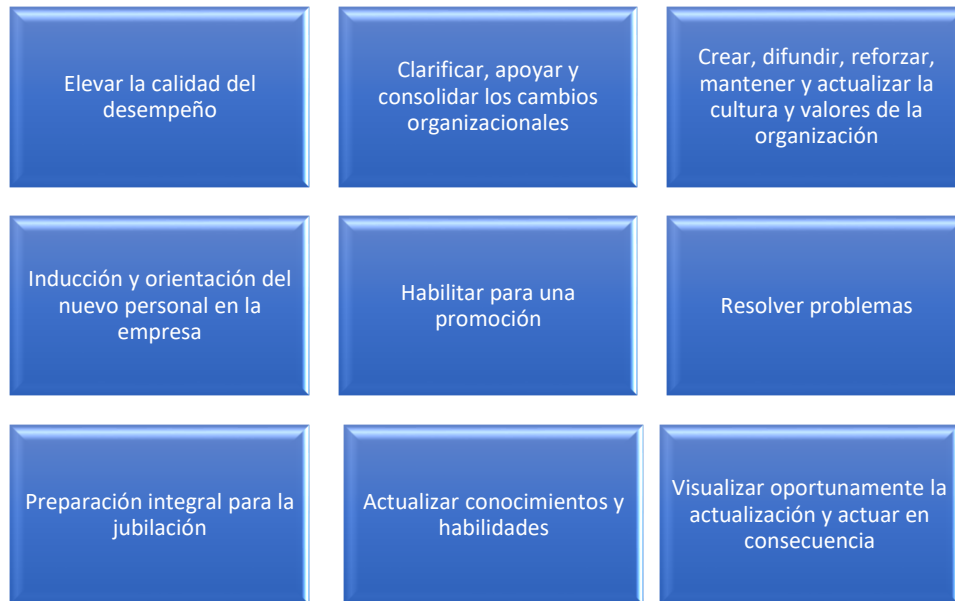 Elevar la calidad del
desempeño
Clarificar, apoyar y
consolidar los cambios
organizacionales
Crear, difundir, reforzar,
mantener y actualizar la
cultura y valores de la
organización
Inducción y orientación del
nuevo personal en la
empresa
Habilitar para una
promoción
Resolver problemas
Preparación integral para la
jubilación
Actualizar conocimientos y
habilidades
Visualizar oportunamente la
actualización y actuar en
consecuencia